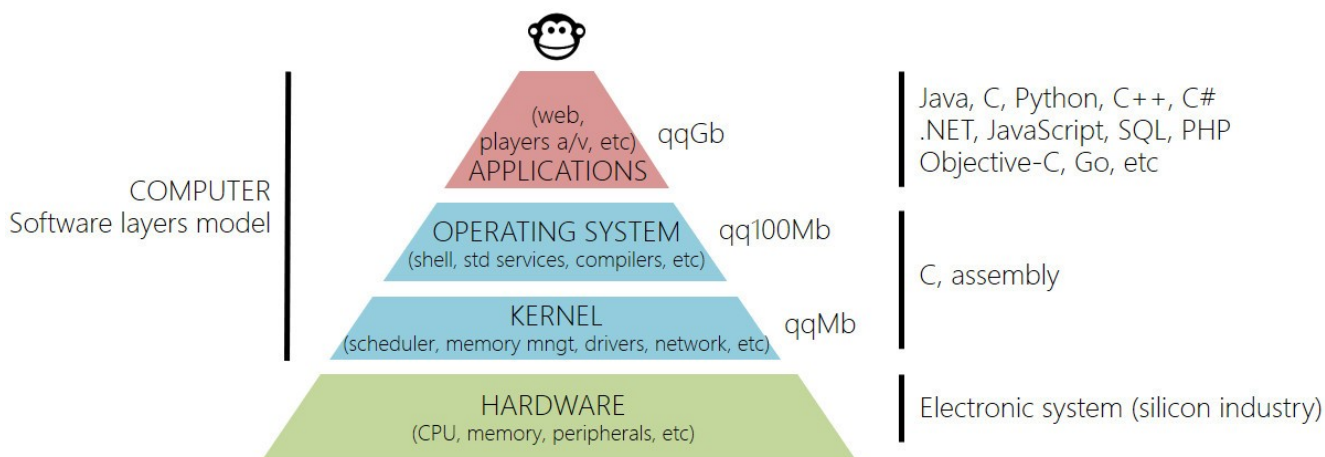 COMPUTER
Software layers model
(web,
players a/v, etc)
APPLICATIONS
qqGb
OPERATING SYSTEM
(shell, std services, compilers, etc)
qq100Mb
KERNEL
(scheduler, memory mngt, drivers, network, etc)
qqMb
HARDWARE
(CPU, memory, peripherals, etc)
Java, C, Python, C++, C#
.NET, JavaScript, SQL, PHP
Objective-C, Go, etc
C, assembly
Electronic system (silicon industry)